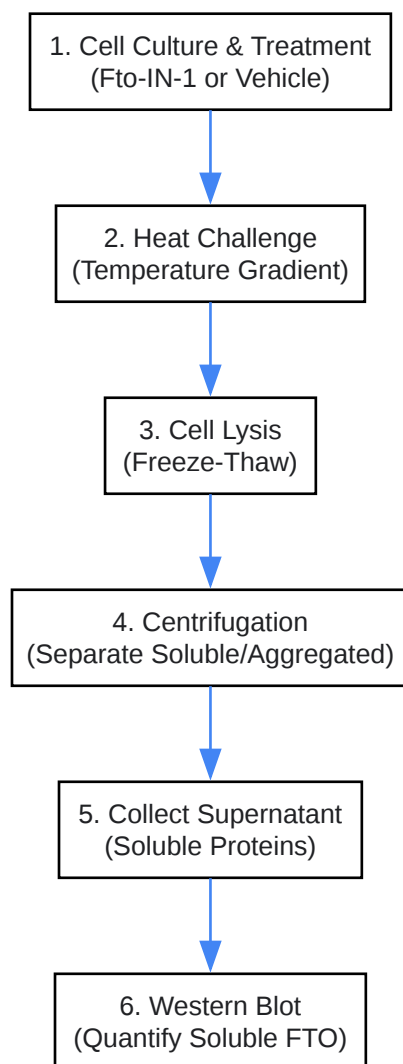 1. Cell Culture & Treatment
(Fto-IN-1 or Vehicle)
2. Heat Challenge
(Temperature Gradient)
3. Cell Lysis
(Freeze-Thaw)
4. Centrifugation
(Separate Soluble/Aggregated)
5. Collect Supernatant
(Soluble Proteins)
6. Western Blot
(Quantify Soluble FTO)